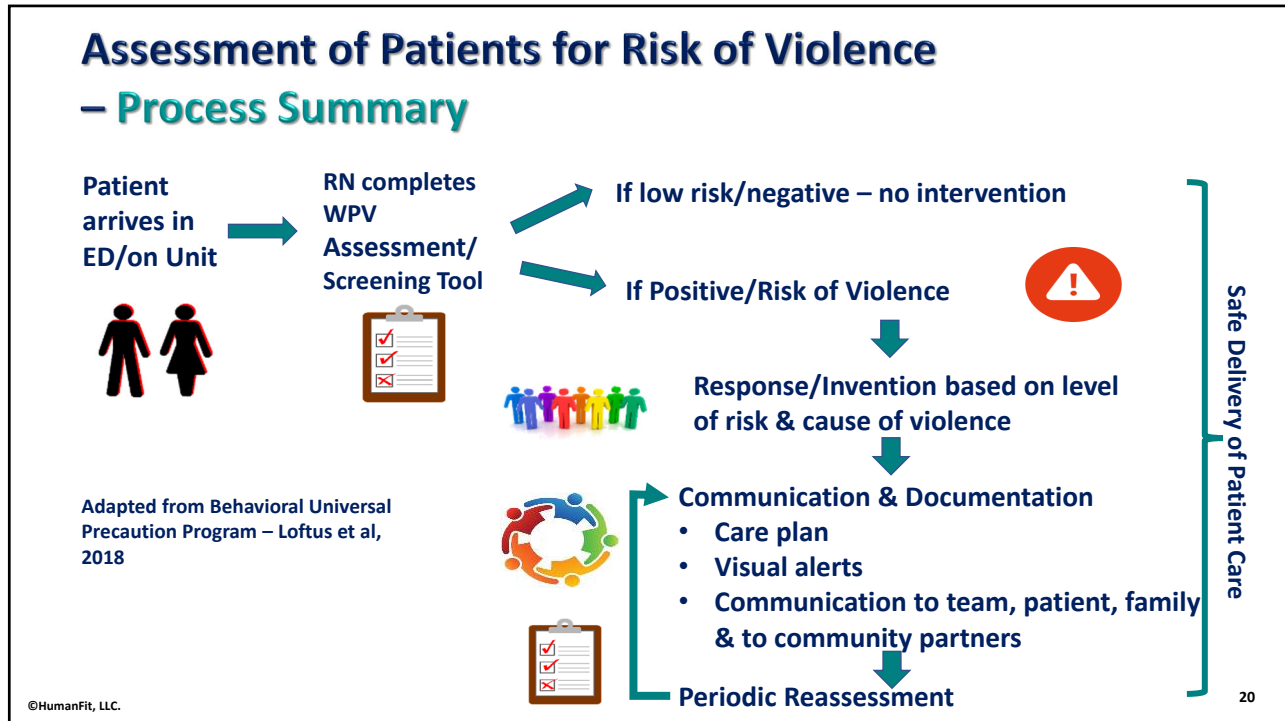 Assessment of Patients for Risk of Violence
– Process Summary
Patient
arrives in
ED/on Unit
RN completes
WPV
Assessment/
Screening Tool
If low risk/negative – no intervention
If Positive/Risk of Violence
Response/Invention based on level
of risk & cause of violence
Communication & Documentation
• Care plan
• Visual alerts
• Communication to team, patient, family
& to community partners
Periodic Reassessment
Safe Delivery of Patient Care
Adapted from Behavioral Universal
Precaution Program – Loftus et al,
2018
©HumanFit, LLC.
20